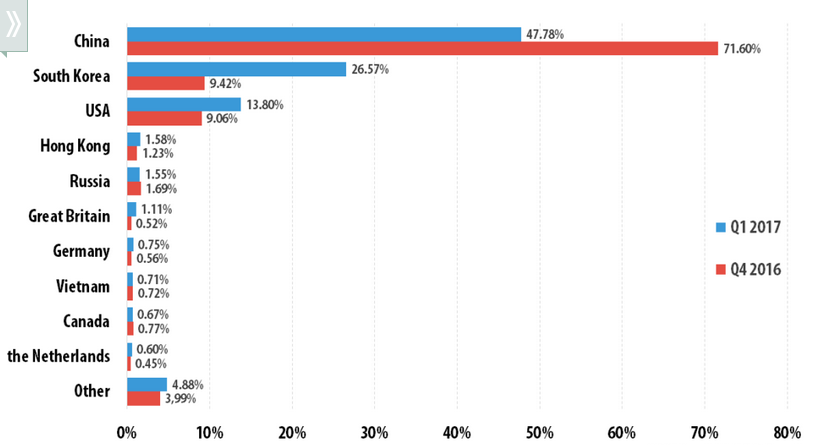 China
47.78%
71.60%
South Korea
26.57%
9.42%
USA
13.80%
9.06%
Hong Kong
1.58%
1.23%
Russia
1.55%
1.69%
Great Britain
1.11%
0.52%
Germany
0.75%
0.56%
Vietnam
0.71%
0.72%
Canada
0.67%
0.77%
the Netherlands
0.60%
0.45%
Other
4.88%
3,99%
Q1 2017
Q4 2016
0% 10% 20% 30% 40% 50% 60% 70% 80%